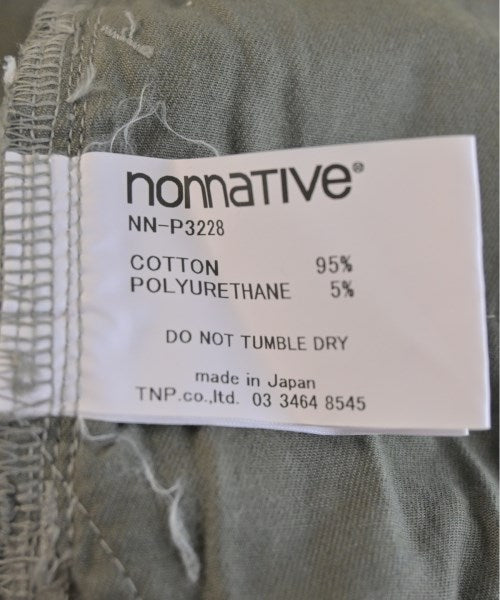 nonnaTIVe®
NN-P3228
COTTON 95%
POLYURETHANE 5%
DO NOT TUMBLE DRY
made in Japan
TNP.co.,ltd. 03 3464 8545